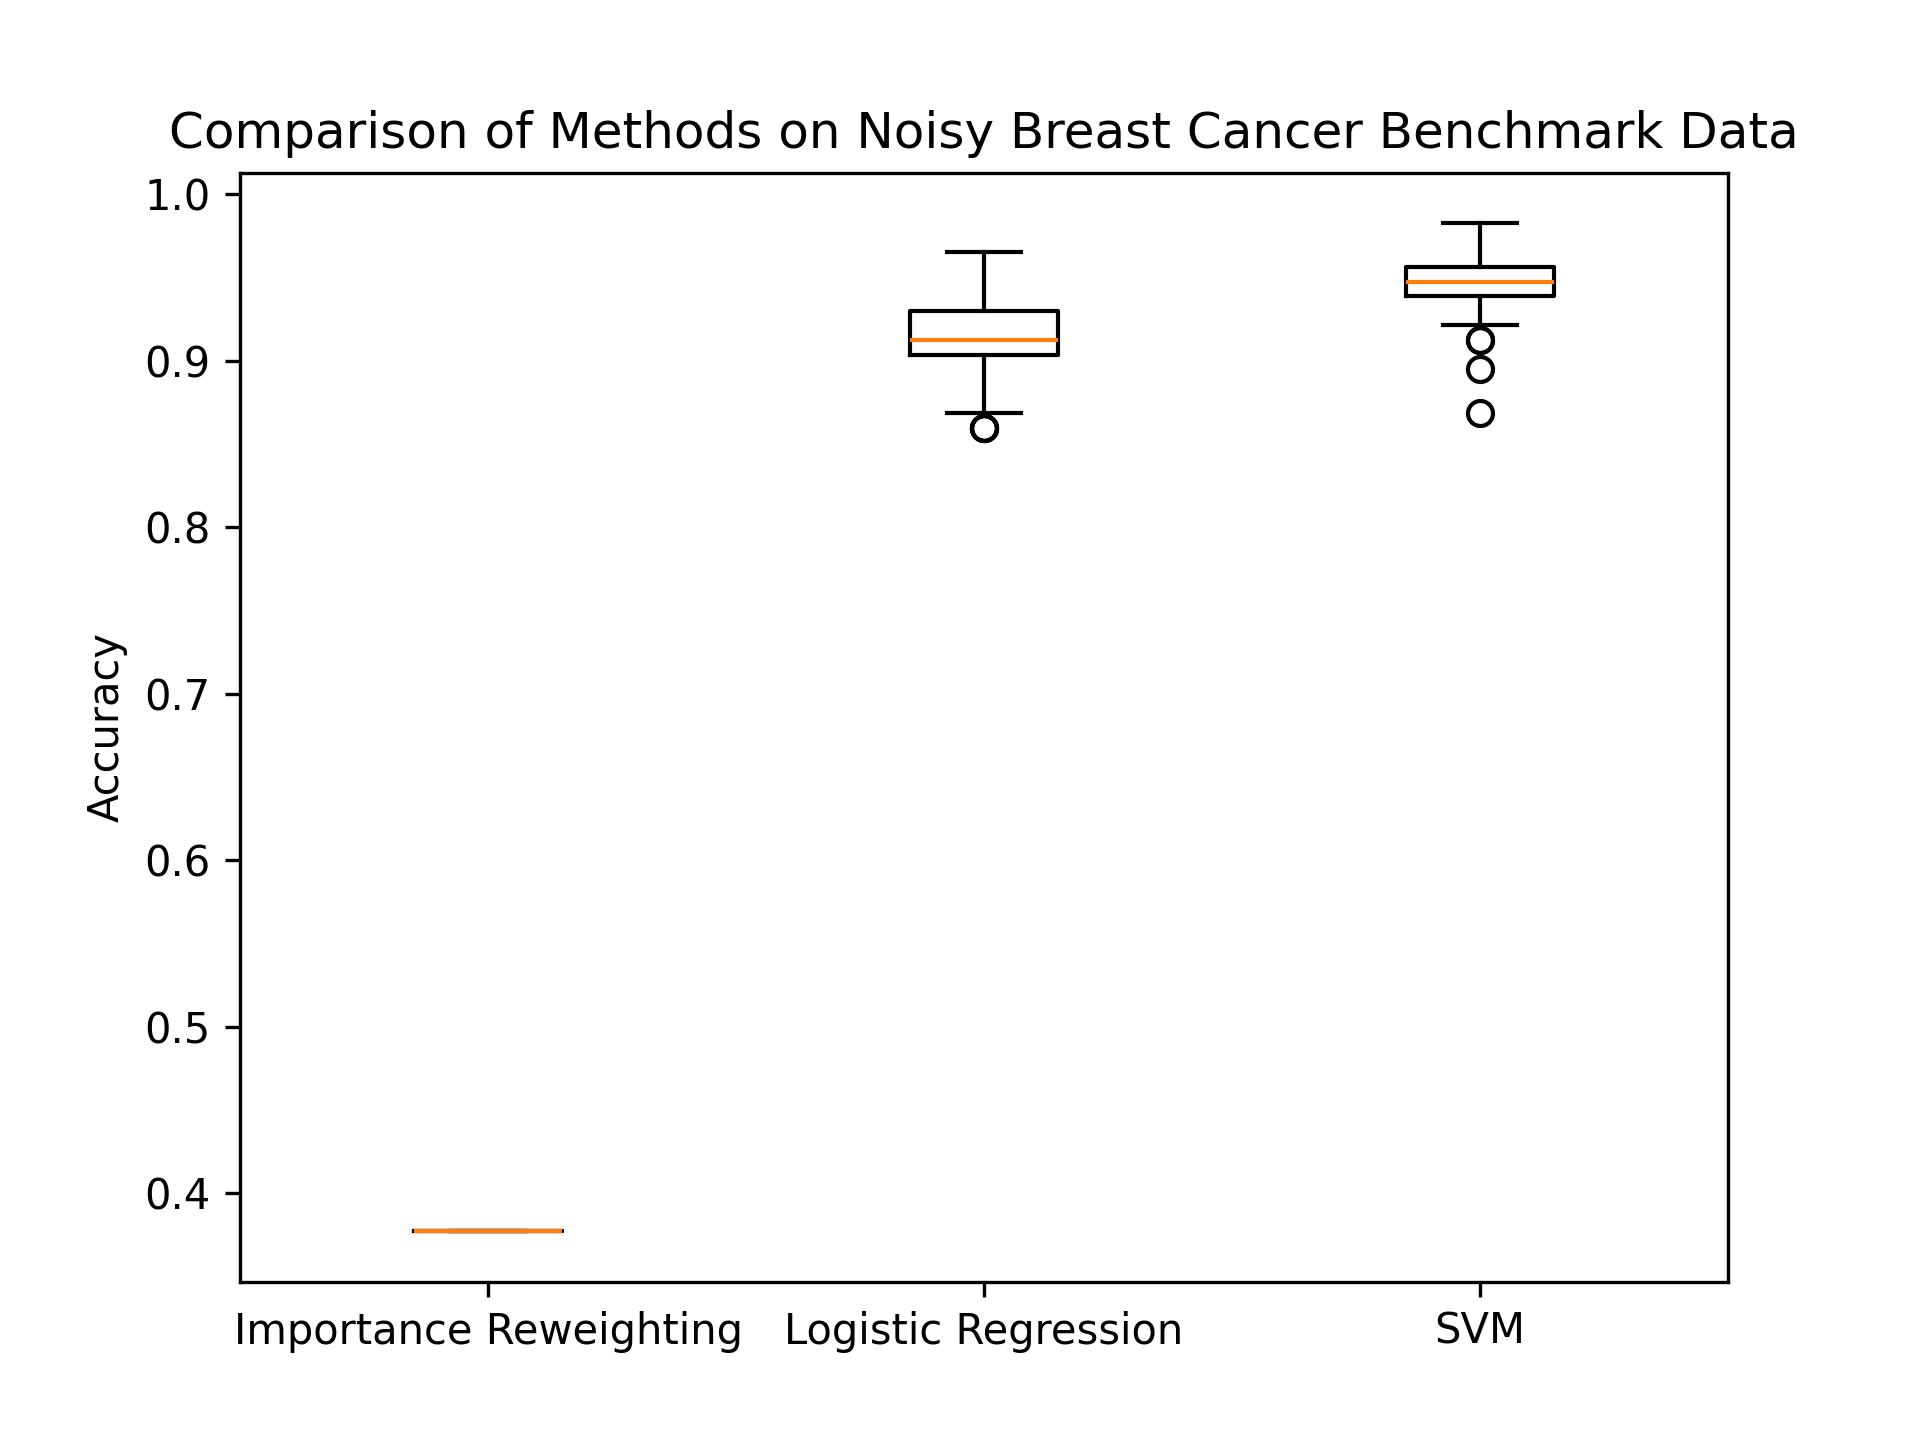 Comparison of Methods on Noisy Breast Cancer Benchmark Data
1.0
0.9
0.8
0.7
0.6
0.5
0.4
Accuracy
Importance Reweighting
Logistic Regression
SVM